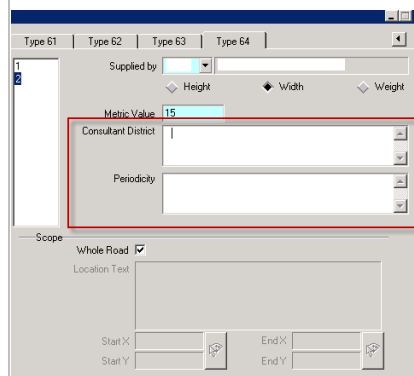 Type 61 Type 62 Type 63 Type 64
1
2
Supplied by
Height Width Weight
Metric Value 15
Consultant District
Periodicity
Scope
Whole Road
Location Text
Start X End X
Start Y End Y